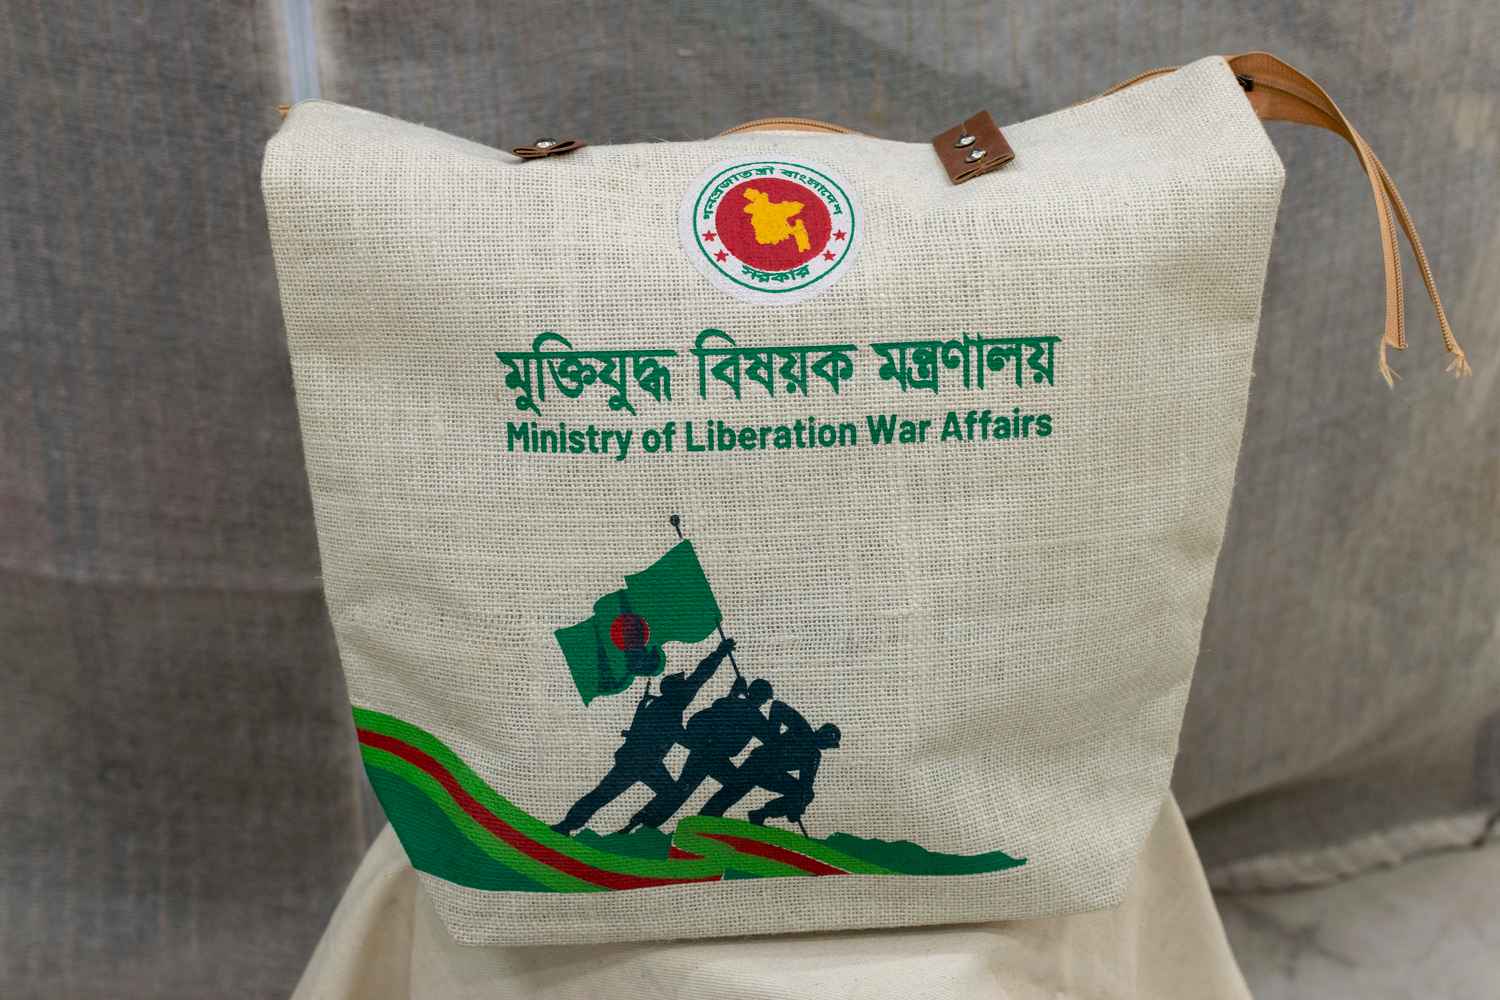 গণপ্রজাতন্ত্রী বাংলাদেশ
সরকার
মুক্তিযুদ্ধ বিষয়ক মন্ত্রণালয়
Ministry of Liberation War Affairs